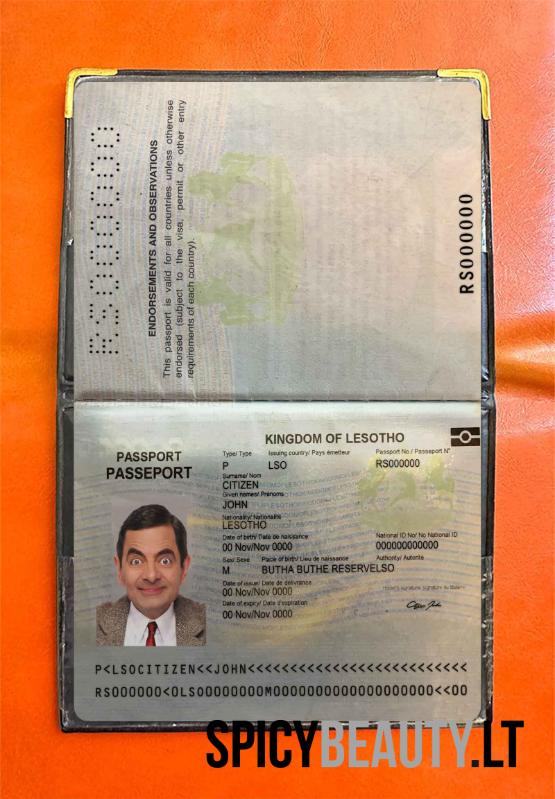 RS0000000
ENDORSEMENTS AND OBSERVATIONS
This passport is valid for all countries unless otherwise
endorsed (subject to the visa, permit or other entry
requirements of each country).
RS000000
KINGDOM OF LESOTHO
PASSPORT
PASSEPORT
Type/ Type Issuing country/ Pays émetteur Passport No./ Passeport N°
P LSO RS000000
Surname/ Nom
CITIZEN
Given names/ Prénoms
JOHN
Nationality/ Nationalité
LESOTHO
Date of birth/ Date de naissance National ID No/ No National ID
00 Nov/Nov 0000 000000000000
Sex/ Sexe Place of birth/ Lieu de naissance Authority/ Autorité
M BUTHA BUTHE RESERVELSO
Date of issue/ Date de délivrance Holder's signature/ Signature du titulaire
00 Nov/Nov 0000
Date of expiry/ Date d'expiration
00 Nov/Nov 0000
P<LSOCITIZEN<<JOHN<<<<<<<<<<<<<<<<<<<<<<<<<<
RS000000<0LS00000000M00000000000000000000<<00
SPICYBEAUTY.LT